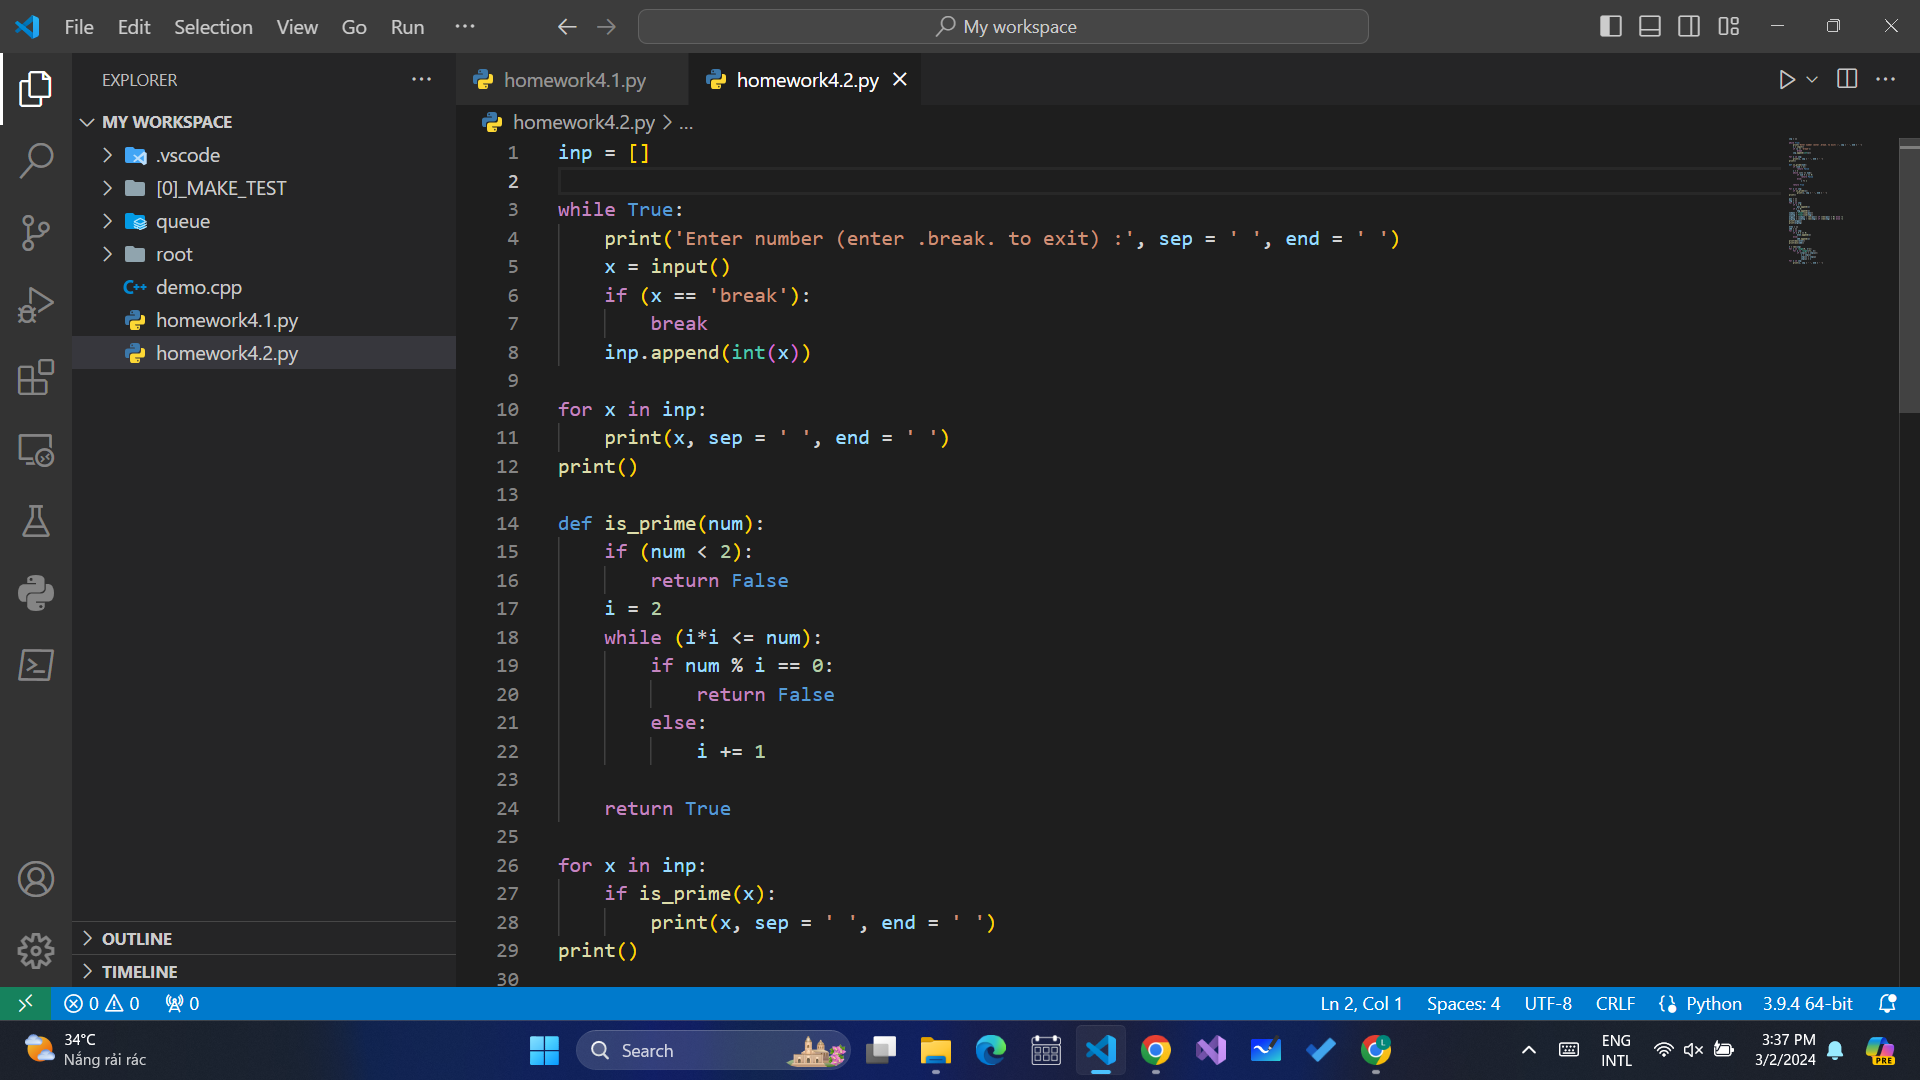 File Edit Selection View Go Run ···
My workspace
EXPLORER
MY WORKSPACE
.vscode
[0]_MAKE_TEST
queue
root
demo.cpp
homework4.1.py
homework4.2.py
OUTLINE
TIMELINE
homework4.1.py homework4.2.py
homework4.2.py > ...
1 inp = []
2
3 while True:
4     print('Enter number (enter .break. to exit) :', sep = ' ', end = ' ')
5     x = input()
6     if (x == 'break'):
7         break
8     inp.append(int(x))
9
10 for x in inp:
11     print(x, sep = ' ', end = ' ')
12 print()
13
14 def is_prime(num):
15     if (num < 2):
16         return False
17     i = 2
18     while (i*i <= num):
19         if num % i == 0:
20             return False
21         else:
22             i += 1
23
24     return True
25
26 for x in inp:
27     if is_prime(x):
28         print(x, sep = ' ', end = ' ')
29 print()
30
0 0 0
Ln 2, Col 1 Spaces: 4 UTF-8 CRLF {} Python 3.9.4 64-bit
34°C
Nắng rải rác
Search
ENG
INTL
3:37 PM
3/2/2024
PRE